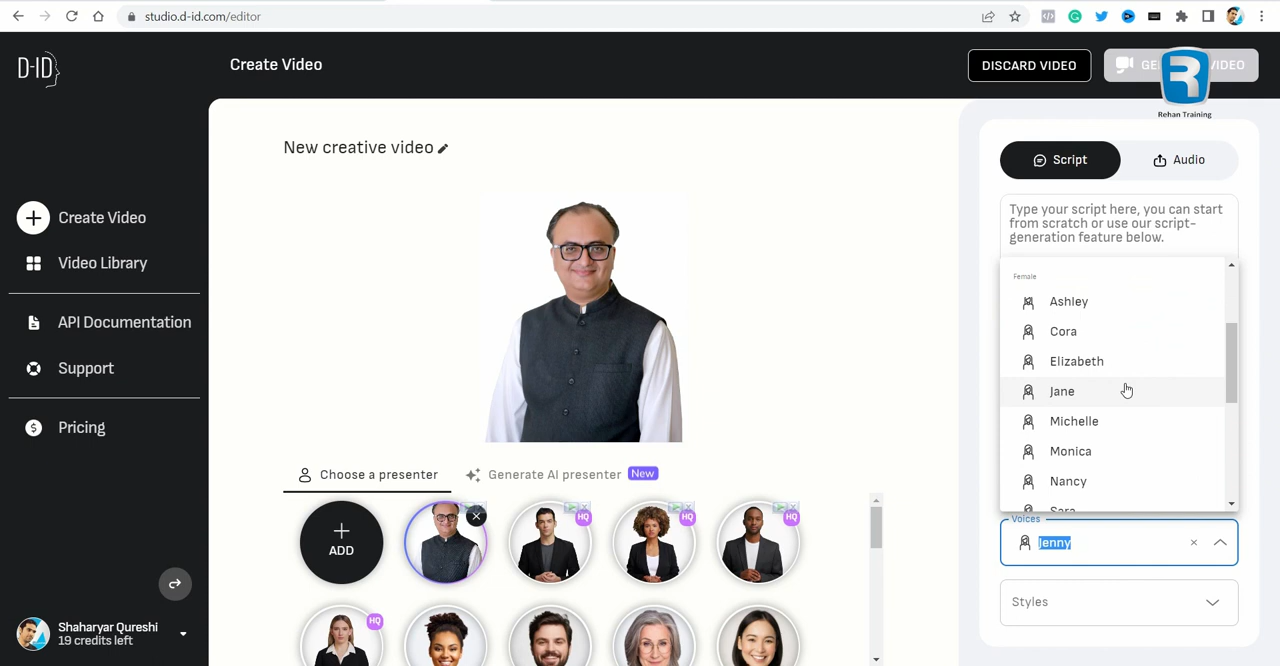 studio.d-id.com/editor
D-ID
Create Video
DISCARD VIDEO
R
Rehan Training
New creative video
Script
Audio
Create Video
Video Library
API Documentation
Support
Pricing
Type your script here, you can start
from scratch or use our script-
generation feature below.
Female
Ashley
Cora
Elizabeth
Jane
Michelle
Monica
Nancy
Sara
Voices
Jenny
Styles
Choose a presenter
Generate AI presenter New
ADD
HQ
HQ
HQ
HQ
Shaharyar Qureshi
19 credits left